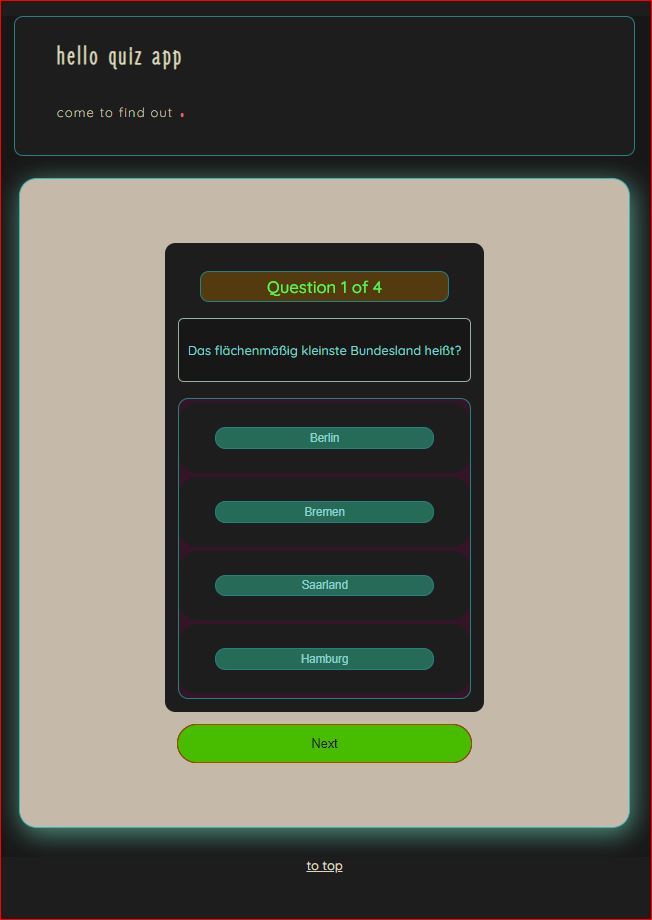 hello quiz app
come to find out .
Question 1 of 4
Das flächenmäßig kleinste Bundesland heißt?
Berlin
Bremen
Saarland
Hamburg
Next
to top